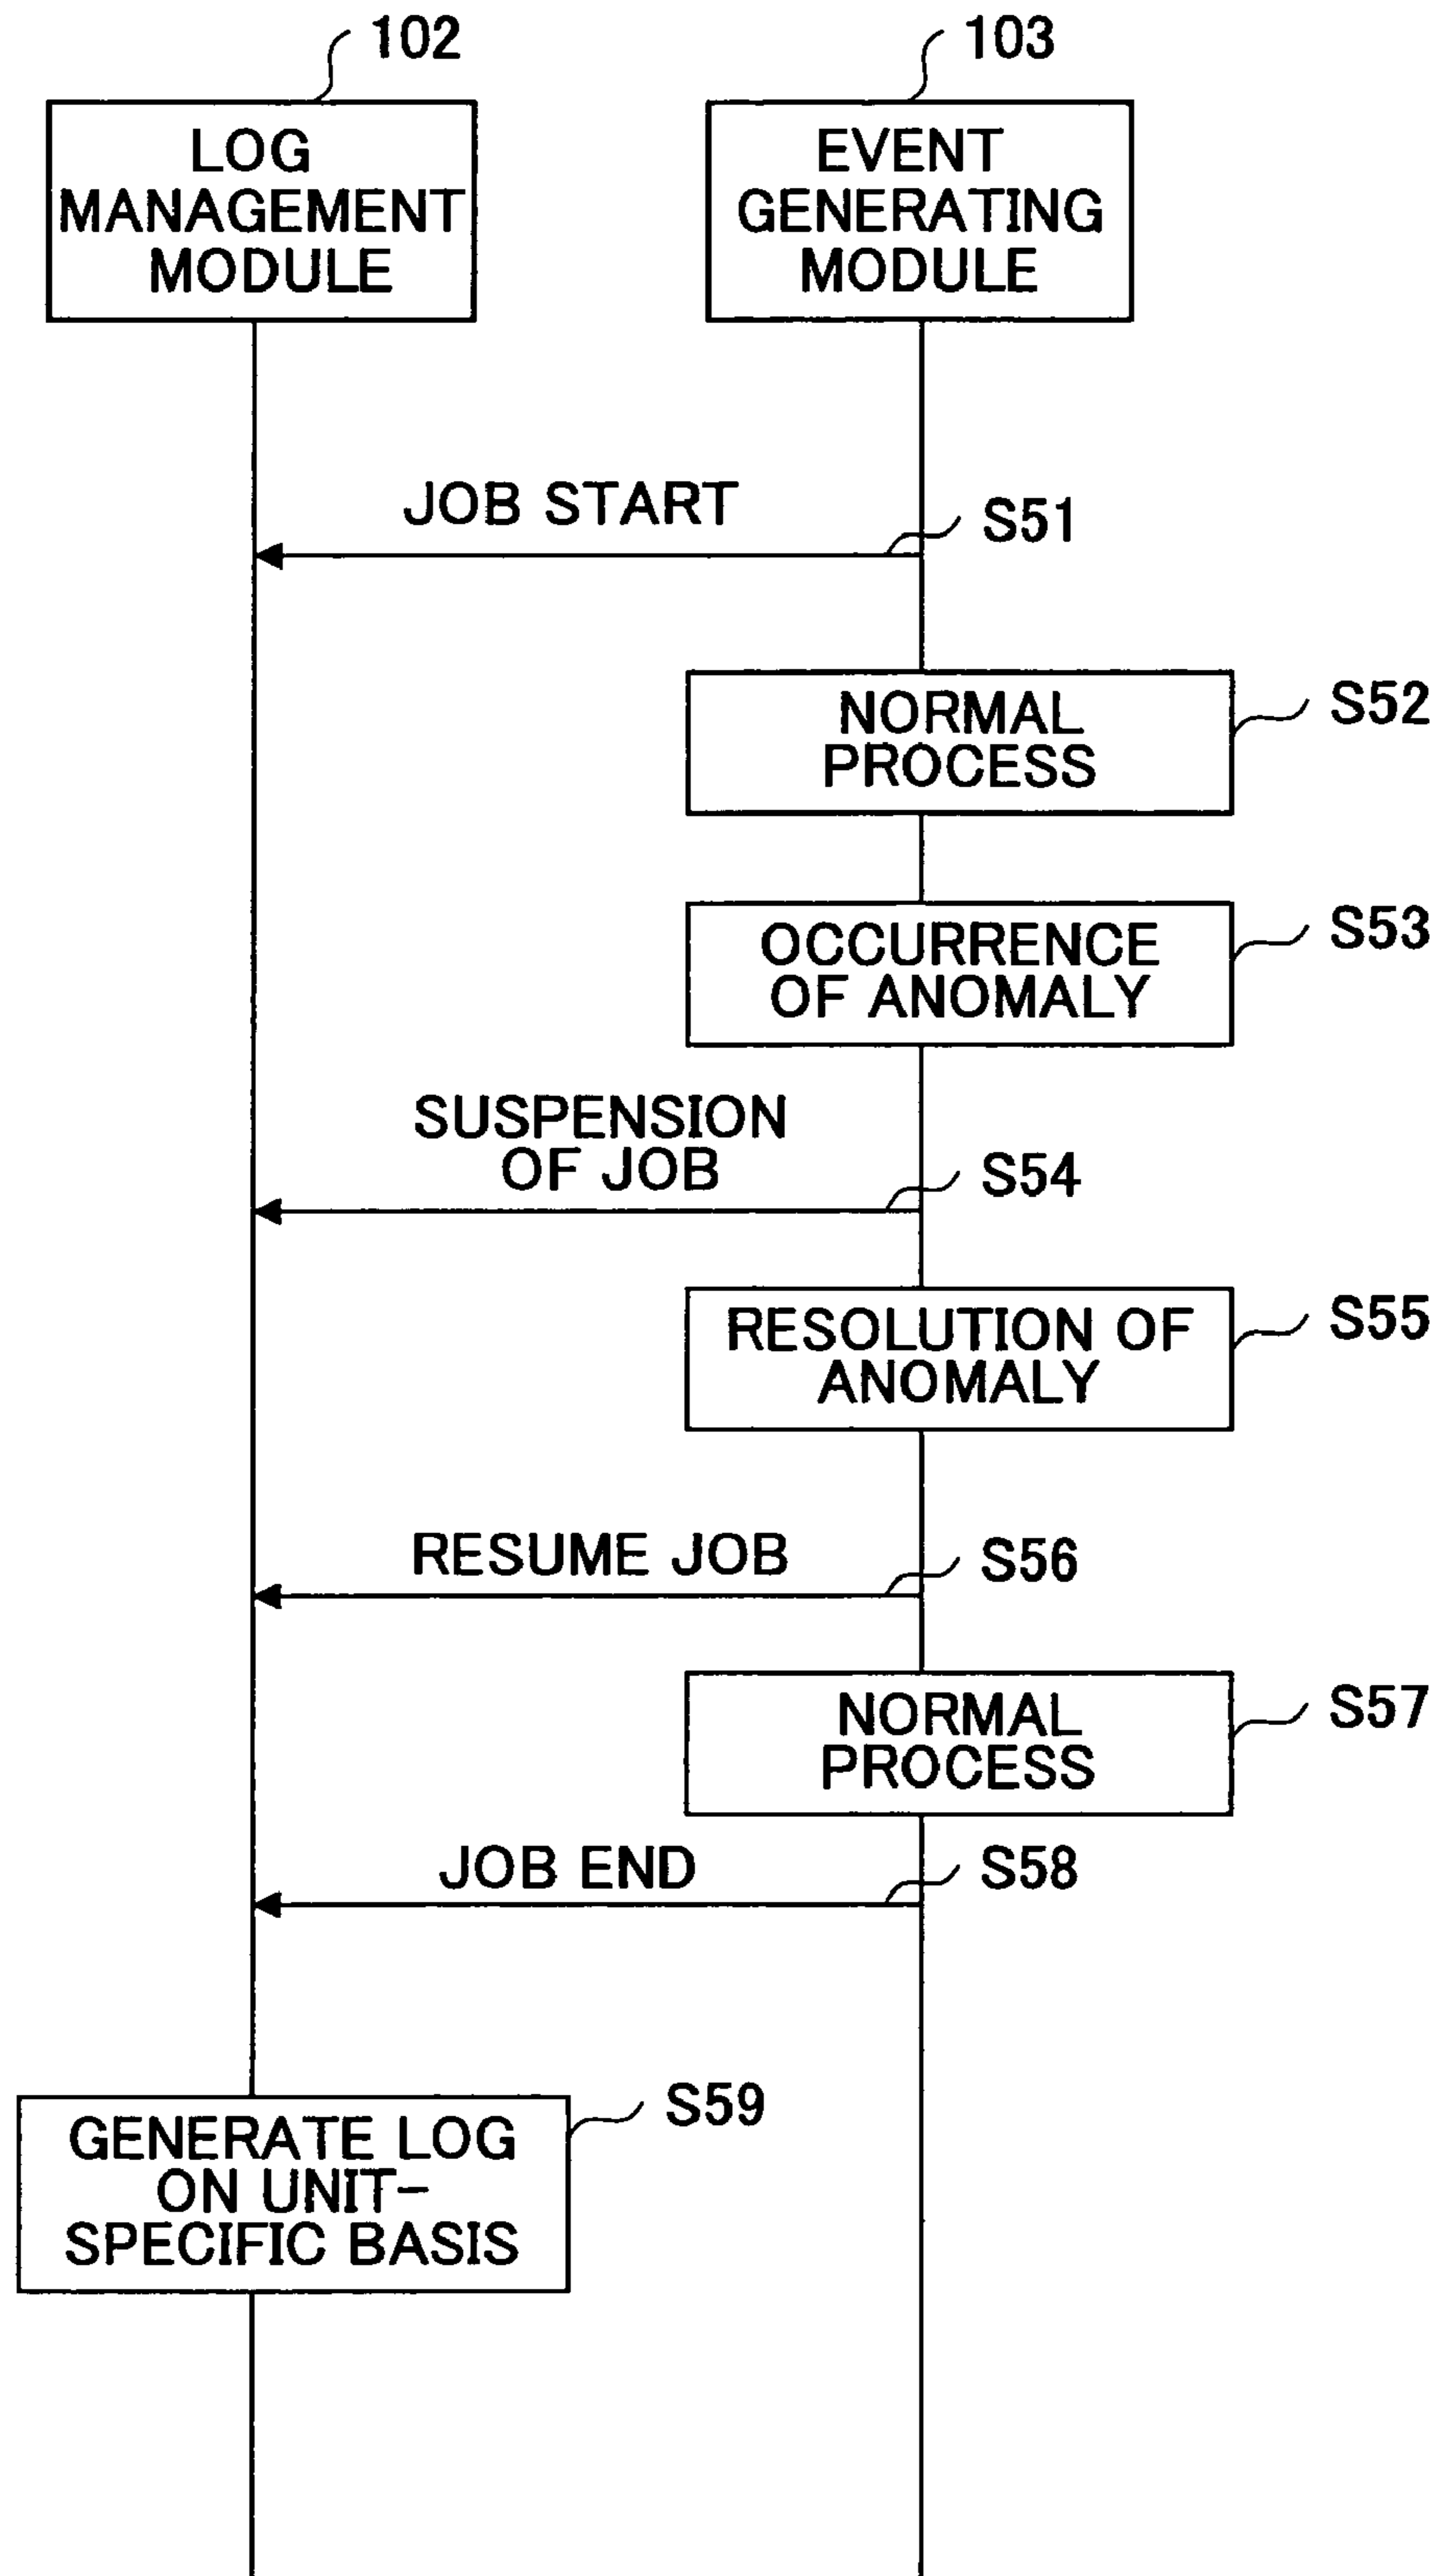 102
103
LOG
MANAGEMENT
MODULE
EVENT
GENERATING
MODULE
JOB START
S51
NORMAL
PROCESS
S52
OCCURRENCE
OF ANOMALY
S53
SUSPENSION
OF JOB
S54
RESOLUTION OF
ANOMALY
S55
RESUME JOB
S56
NORMAL
PROCESS
S57
JOB END
S58
GENERATE LOG
ON UNIT-
SPECIFIC BASIS
S59